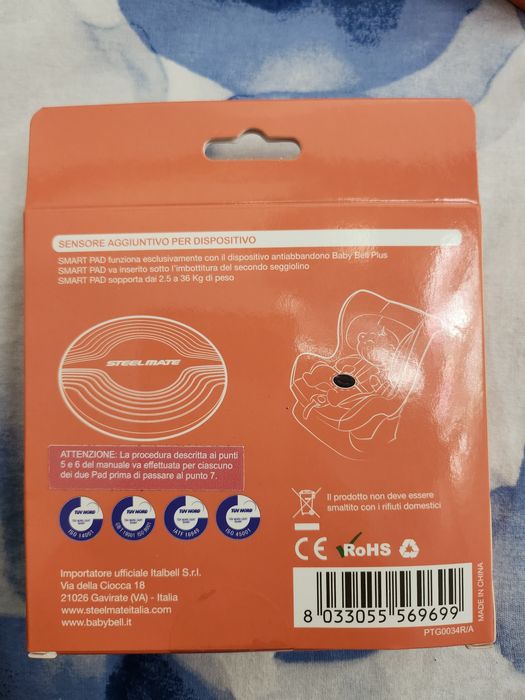 SENSORE AGGIUNTIVO PER DISPOSITIVO
SMART PAD funziona esclusivamente con il dispositivo antiabbandono Baby Bell Plus
SMART PAD va inserito sotto l'imbottitura del secondo seggiolino
SMART PAD sopporta dai 2.5 a 36 Kg di peso
STEEL MATE
ATTENZIONE: La procedura descritta ai punti
5 e 6 del manuale va effettuata per ciascuno
dei due Pad prima di passare al punto 7.
TÜV NORD
TÜV NORD
TÜV NORD
TÜV NORD
ISO 14001
IATF 16949
ISO 45001
Il prodotto non deve essere
smaltito con i rifiuti domestici
CE RoHS
Importatore ufficiale Italbell S.r.l.
Via della Ciocca 18
21026 Gavirate (VA) - Italia
www.steelmateitalia.com
www.babybell.it
8 033055 569699
PTG0034R/A
MADE IN CHINA